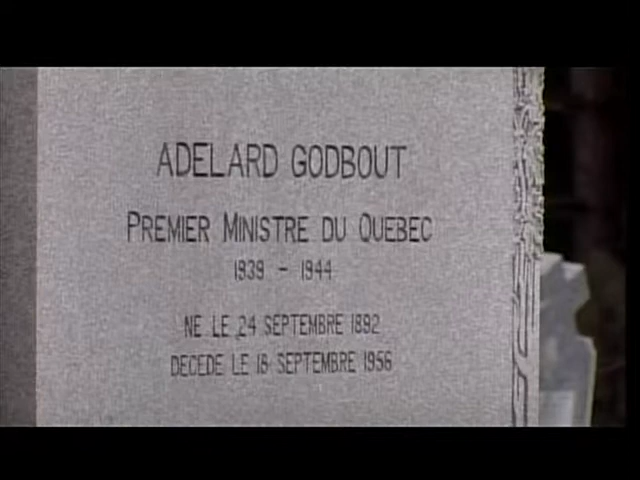 ADELARD GODBOUT
PREMIER MINISTRE DU QUEBEC
1939 - 1944
NE LE 24 SEPTEMBRE 1892
DECEDE LE 18 SEPTEMBRE 1956